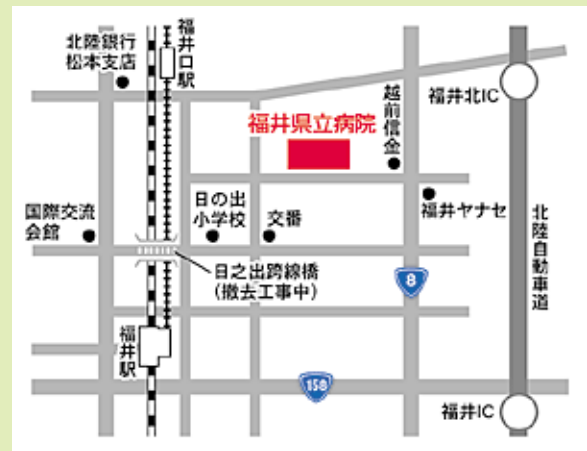 北陸銀行
松本支店
福井口駅
福井県立病院
越前信金
福井北IC
国際交流
会館
日の出
小学校
交番
福井ヤナセ
北陸自動車道
日之出跨線橋
(撤去工事中)
8
福井駅
158
福井IC